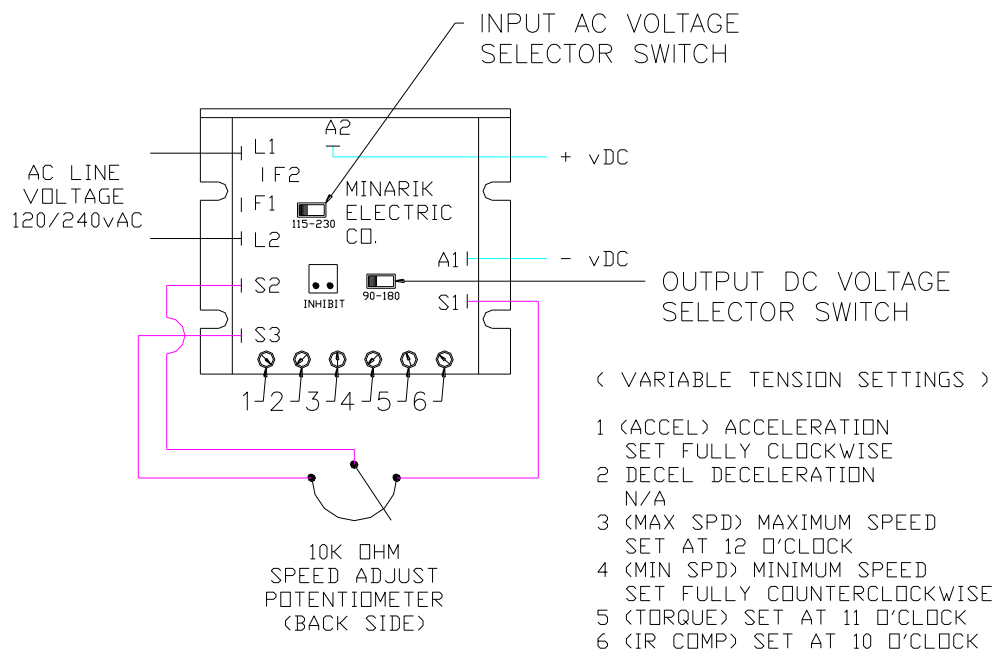 INPUT AC VOLTAGE
SELECTOR SWITCH
A2
+ vDC
L1
F2
AC LINE
VOLTAGE
120/240vAC
F1
115-230
MINARIK
ELECTRIC
CO.
L2
A1
- vDC
S2
INHIBIT
90-180
S1
OUTPUT DC VOLTAGE
SELECTOR SWITCH
S3
1 2 3 4 5 6
( VARIABLE TENSION SETTINGS )
1 (ACCEL) ACCELERATION
SET FULLY CLOCKWISE
2 DECEL DECELERATION
N/A
3 (MAX SPD) MAXIMUM SPEED
SET AT 12 O'CLOCK
4 (MIN SPD) MINIMUM SPEED
SET FULLY COUNTERCLOCKWISE
5 (TORQUE) SET AT 11 O'CLOCK
6 (IR COMP) SET AT 10 O'CLOCK
10K OHM
SPEED ADJUST
POTENTIOMETER
(BACK SIDE)